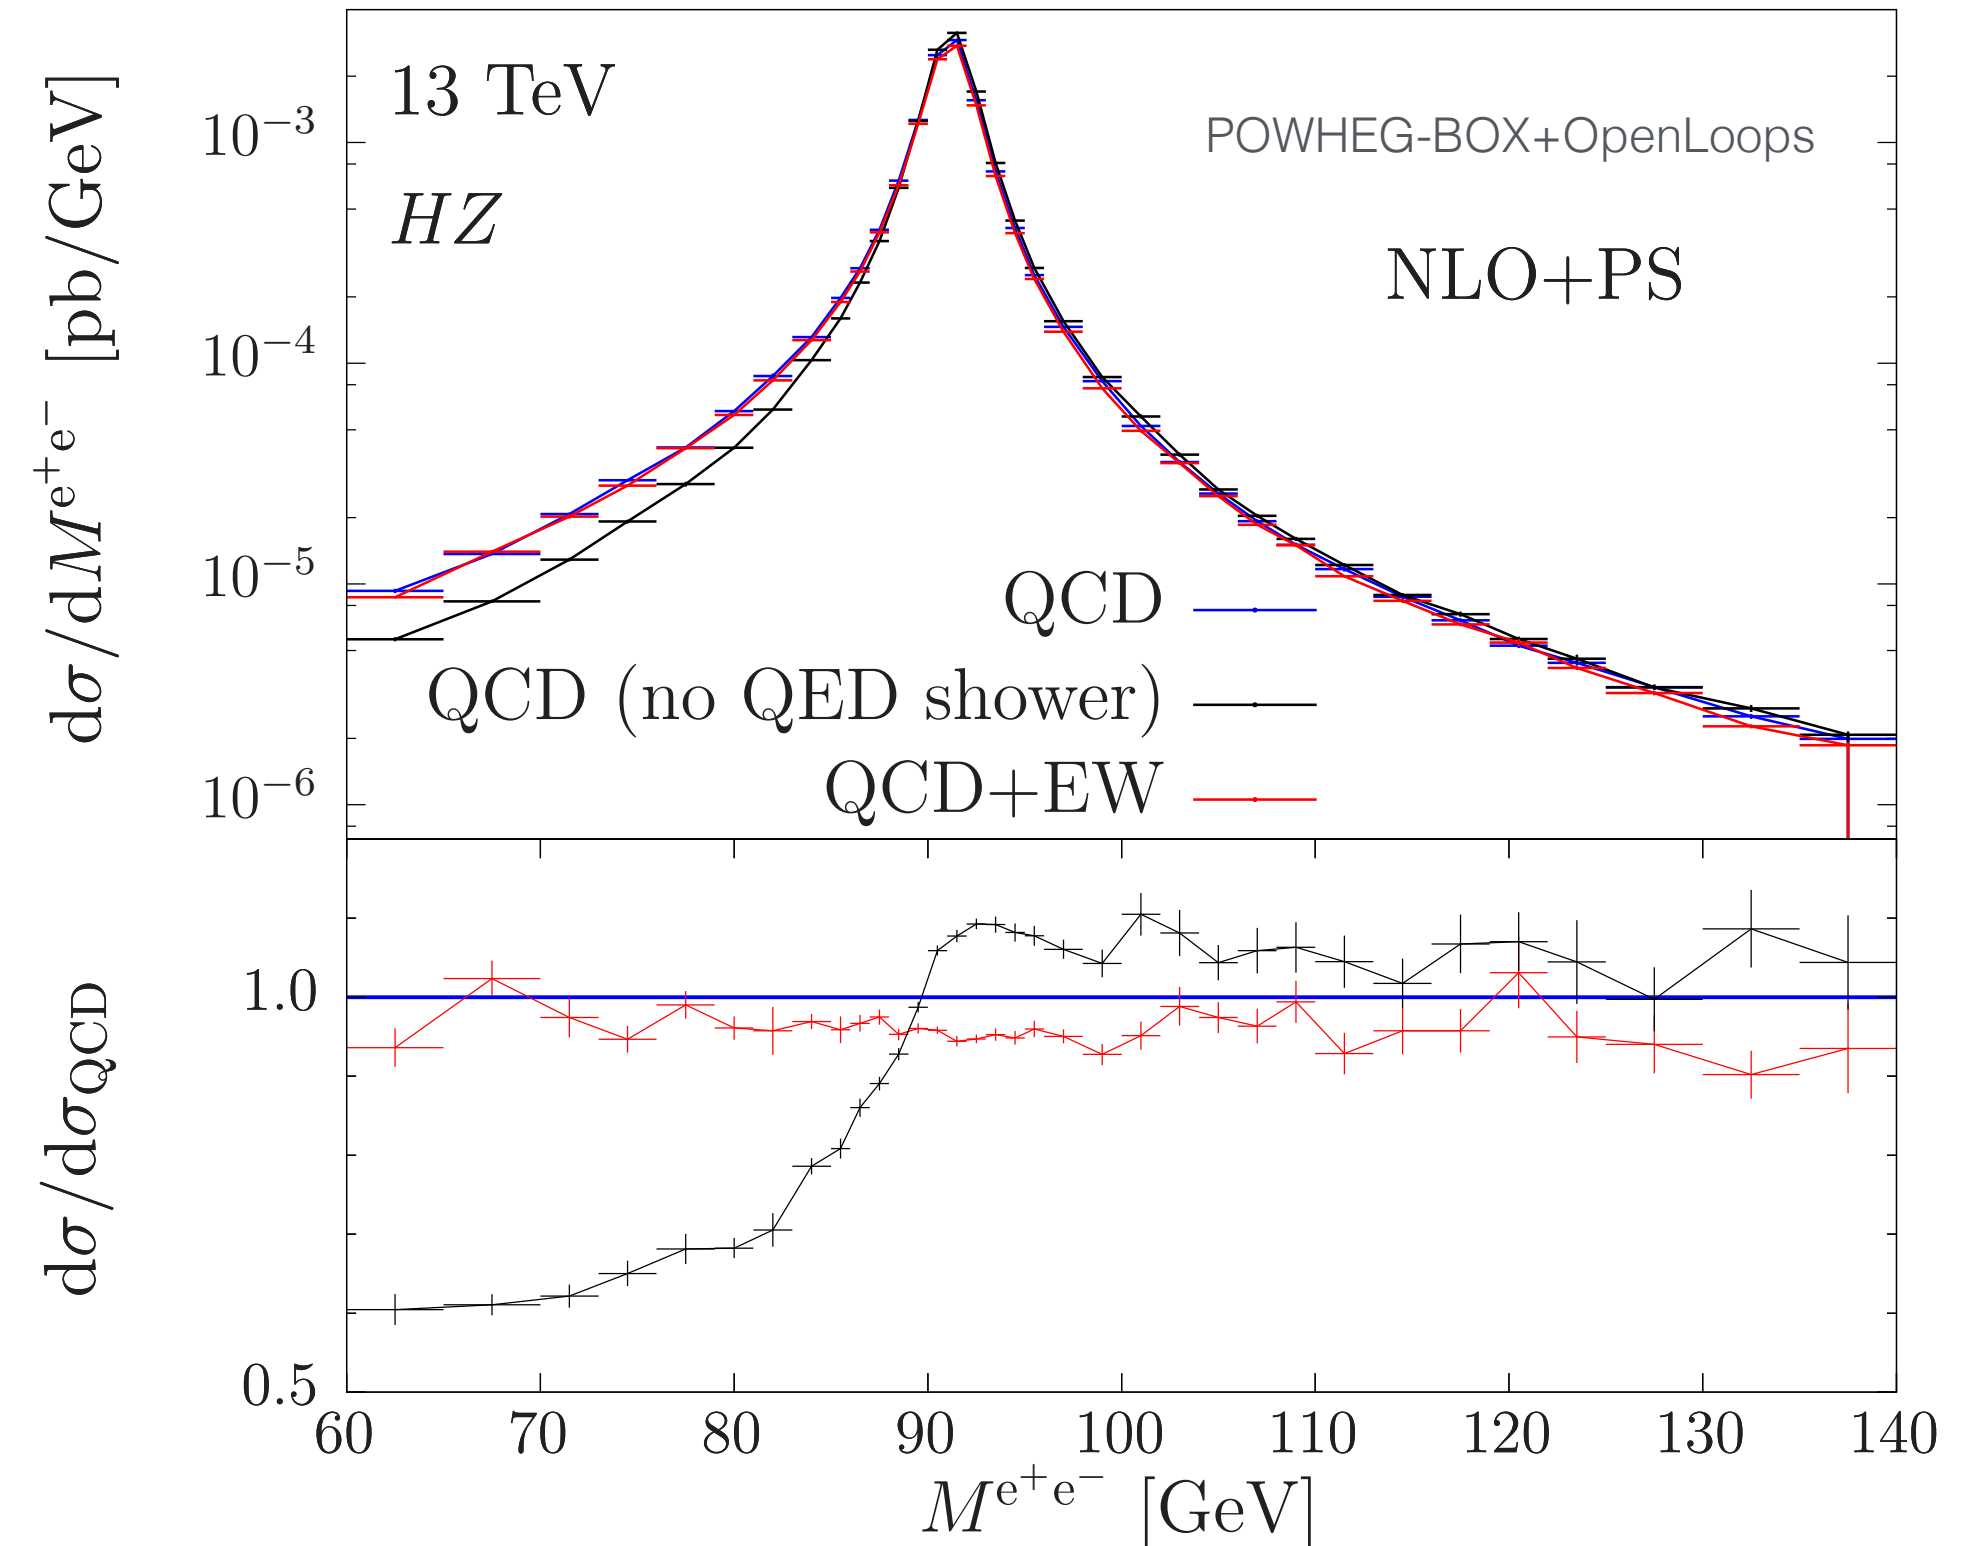 13 TeV
POWHEG-BOX+OpenLoops
HZ
NLO+PS
dσ/dM^{e^+e^-} [pb/GeV]
10^{-3}
10^{-4}
10^{-5}
10^{-6}
QCD
QCD (no QED shower)
QCD+EW
dσ/dσ_{QCD}
1.0
0.5
60 70 80 90 100 110 120 130 140
M^{e^+e^-} [GeV]